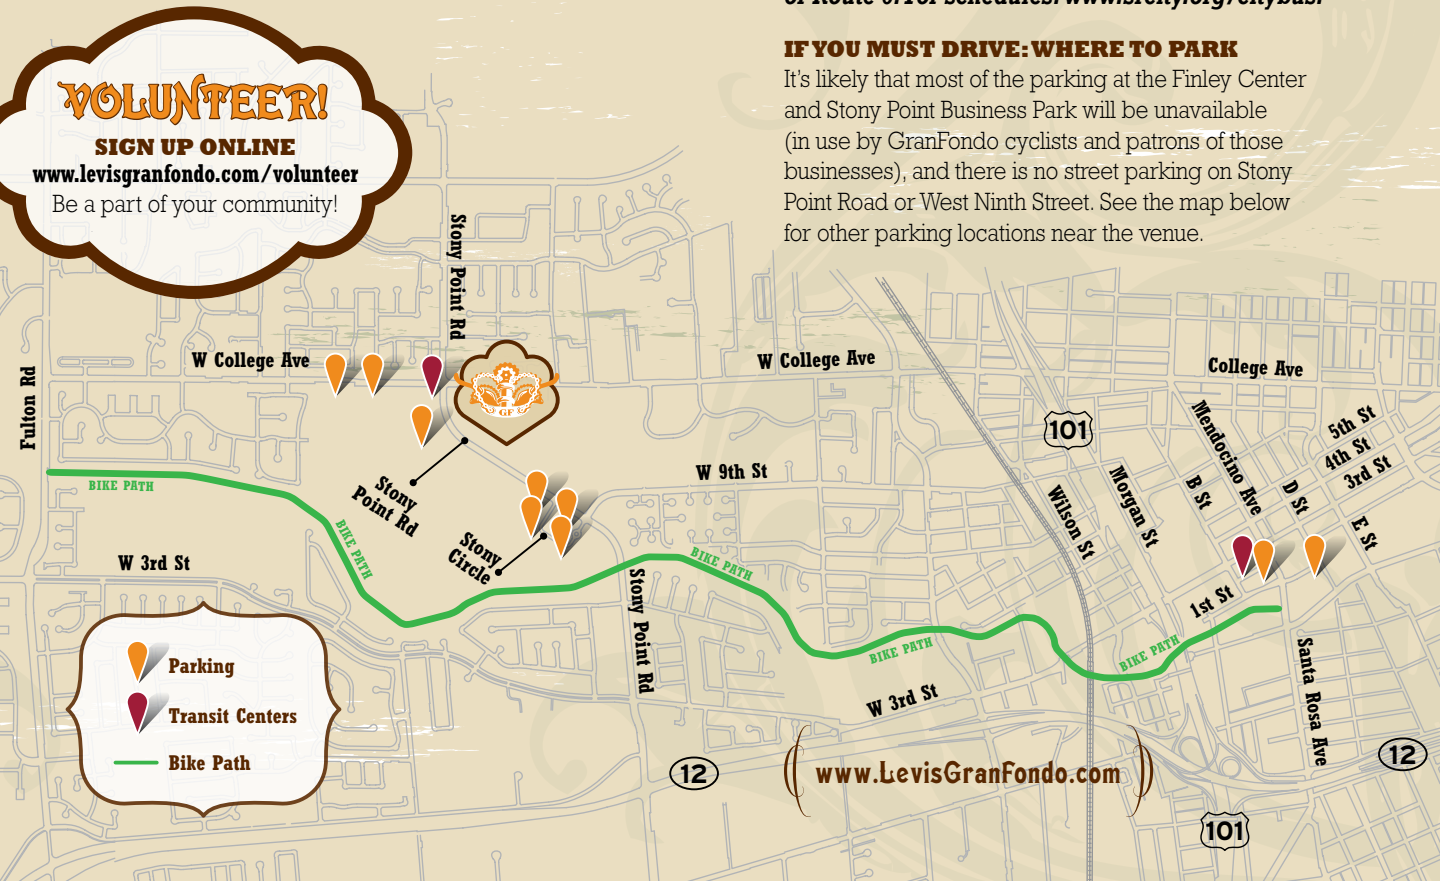 VOLUNTEER!
SIGN UP ONLINE
www.levisgranfondo.com/volunteer
Be a part of your community!
IF YOU MUST DRIVE: WHERE TO PARK
It's likely that most of the parking at the Finley Center
and Stony Point Business Park will be unavailable
(in use by GranFondo cyclists and patrons of those
businesses), and there is no street parking on Stony
Point Road or West Ninth Street. See the map below
for other parking locations near the venue.
Stony Point Rd
W College Ave
W College Ave
College Ave
Fulton Rd
GF
101
Mendocino Ave
5th St
4th St
3rd St
BIKE PATH
Stony
Point Rd
W 9th St
Wilson St
Morgan St
B St
D St
E St
BIKE PATH
Stony
Circle
W 3rd St
BIKE PATH
Stony Point Rd
1st St
BIKE PATH
BIKE PATH
Santa Rosa Ave
W 3rd St
Parking
Transit Centers
Bike Path
12
www.LevisGranFondo.com
12
101